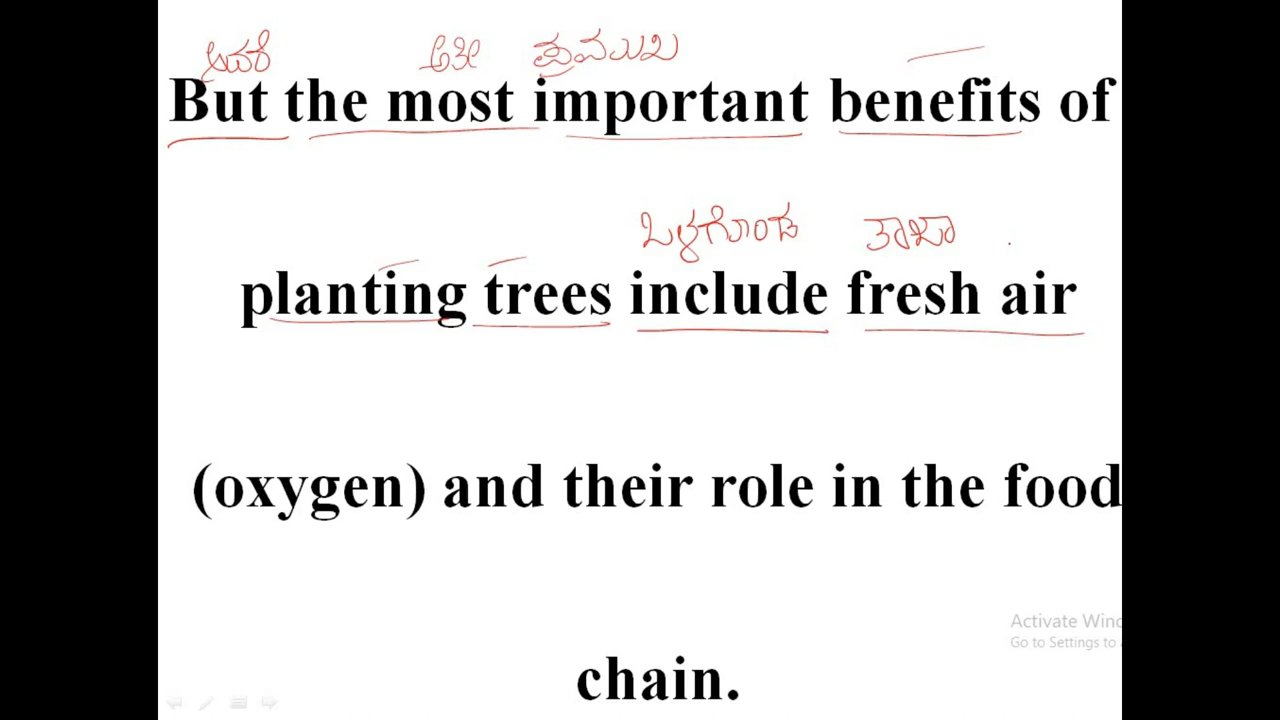 ಆದರೆ ಅತೀ ಪ್ರಮುಖ
But the most important benefits of
ಒಳಗೊಂಡ ತಾಜಾ
planting trees include fresh air
(oxygen) and their role in the food
Activate Wind
Go to Settings to
chain.